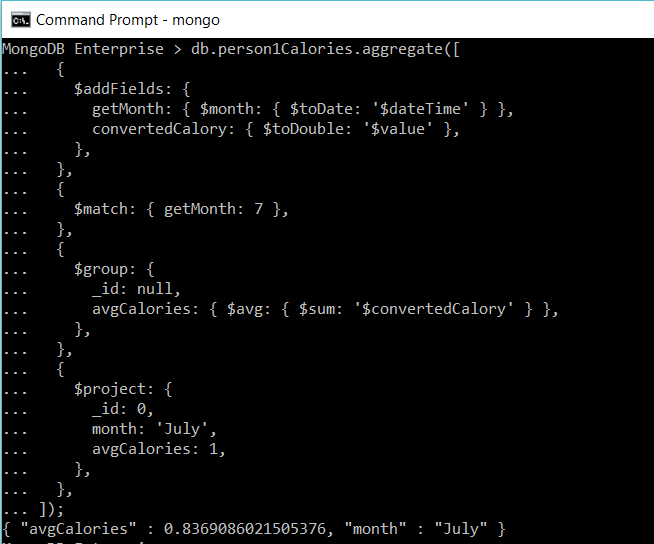 Command Prompt - mongo
MongoDB Enterprise > db.person1Calories.aggregate([
...   {
...     $addFields: {
...       getMonth: { $month: { $toDate: '$dateTime' } },
...       convertedCalory: { $toDouble: '$value' },
...     },
...   },
...   {
...     $match: { getMonth: 7 },
...   },
...   {
...     $group: {
...       _id: null,
...       avgCalories: { $avg: { $sum: '$convertedCalory' } },
...     },
...   },
...   {
...     $project: {
...       _id: 0,
...       month: 'July',
...       avgCalories: 1,
...     },
...   },
... ]);
{ "avgCalories" : 0.8369086021505376, "month" : "July" }